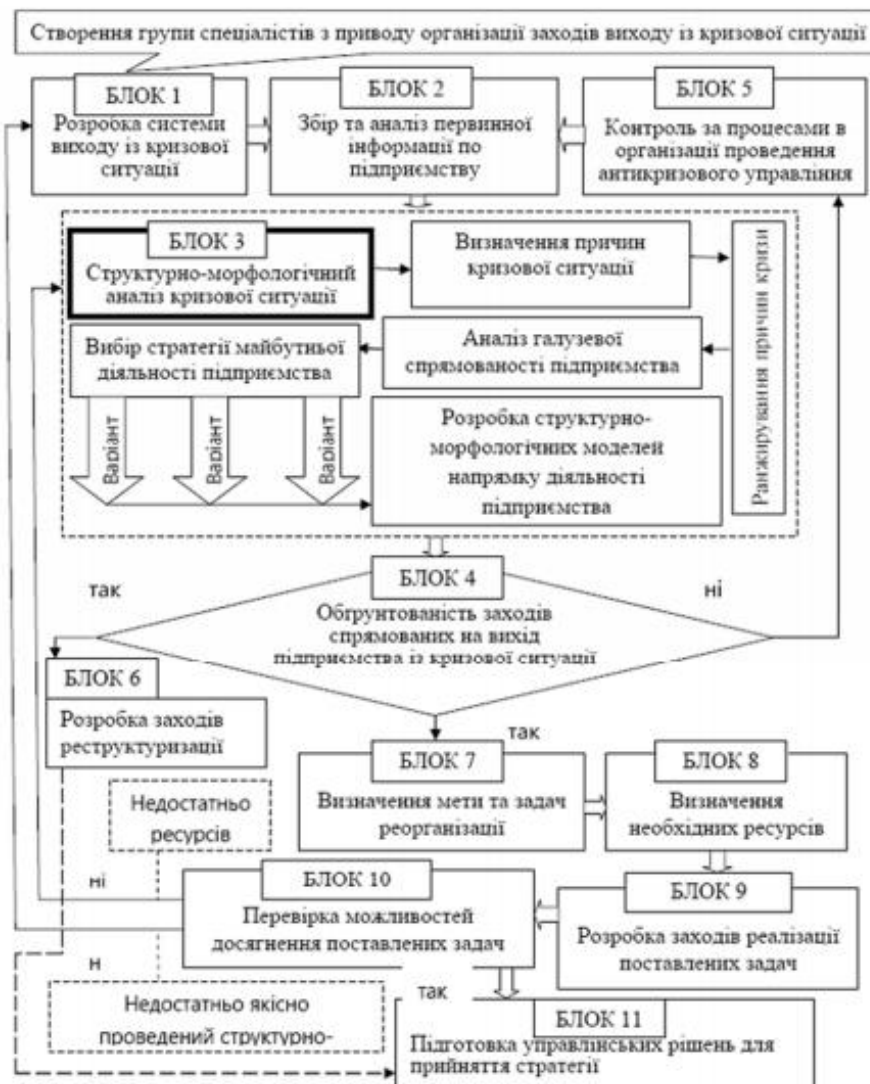 Створення групи спеціалістів з приводу організації заходів виходу із кризової ситуації
БЛОК 1
Розробка системи
виходу із кризової
ситуації
БЛОК 2
Збір та аналіз первинної
інформації по
підприємству
БЛОК 5
Контроль за процесами в
організації проведення
антикризового управління
БЛОК 3
Структурно-морфологічний
аналіз кризової ситуації
Визначення причин
кризової ситуації
Ранжирування причин кризи
Вибір стратегії майбутньої
діяльності підприємства
Аналіз галузевої
спрямованості підприємства
Варіант
Варіант
Варіант
Розробка структурно-
морфологічних моделей
напрямку діяльності
підприємства
так
БЛОК 4
ні
Обгрунтованість заходів
спрямованих на вихід
підприємства із кризової ситуації
БЛОК 6
Розробка заходів
реструктуризації
так
БЛОК 7
Визначення мети та задач
реорганізації
БЛОК 8
Визначення
необхідних ресурсів
Недостатньо
ресурсів
ні
БЛОК 10
Перевірка можливостей
досягнення поставлених задач
БЛОК 9
Розробка заходів реалізації
поставлених задач
н
Недостатньо якісно
проведений структурно-
так
БЛОК 11
Підготовка управлінських рішень для
прийняття стратегії